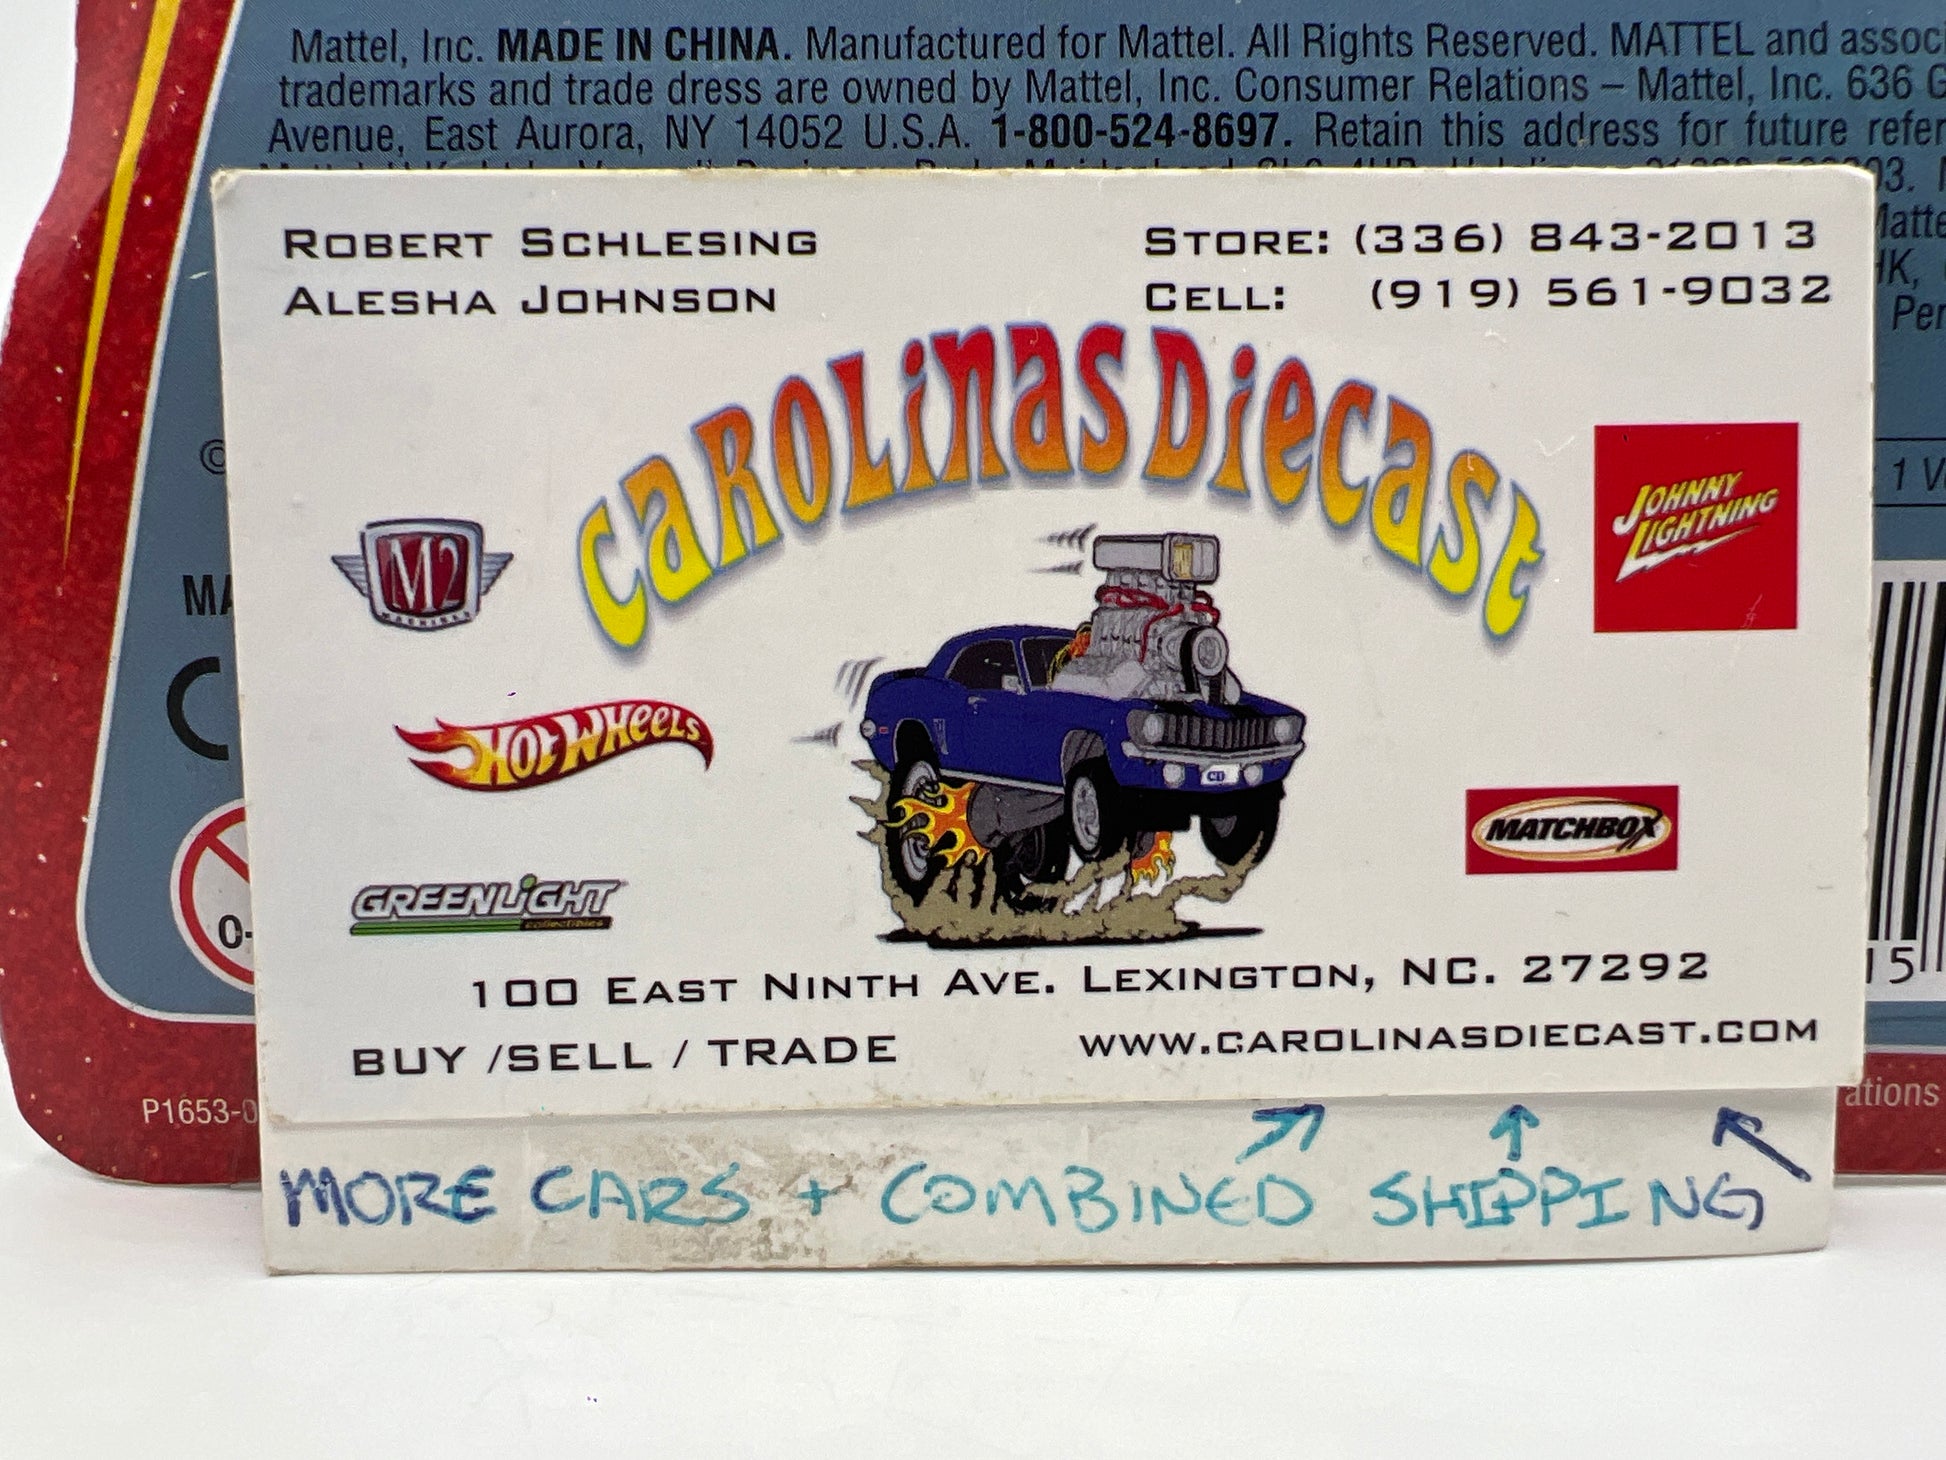 Mattel, Inc. MADE IN CHINA. Manufactured for Mattel. All Rights Reserved. MATTEL and
trademarks and trade dress are owned by Mattel, Inc. Consumer Relations – Mattel, Inc. 636
Avenue, East Aurora, NY 14052 U.S.A. 1-800-524-8697. Retain this address for future
ROBERT SCHLESING
STORE: (336) 843-2013
ALESHA JOHNSON
CELL: (919) 561-9032
CAROLINAS DIECAST
JOHNNY
LIGHTNING
M2
MACHINES
HOT WHEELS
MATCHBOX
GREENLIGHT
collectibles
100 EAST NINTH AVE. LEXINGTON, NC. 27292
BUY /SELL / TRADE
WWW.CAROLINASDIECAST.COM
MORE CARS + COMBINED SHIPPING